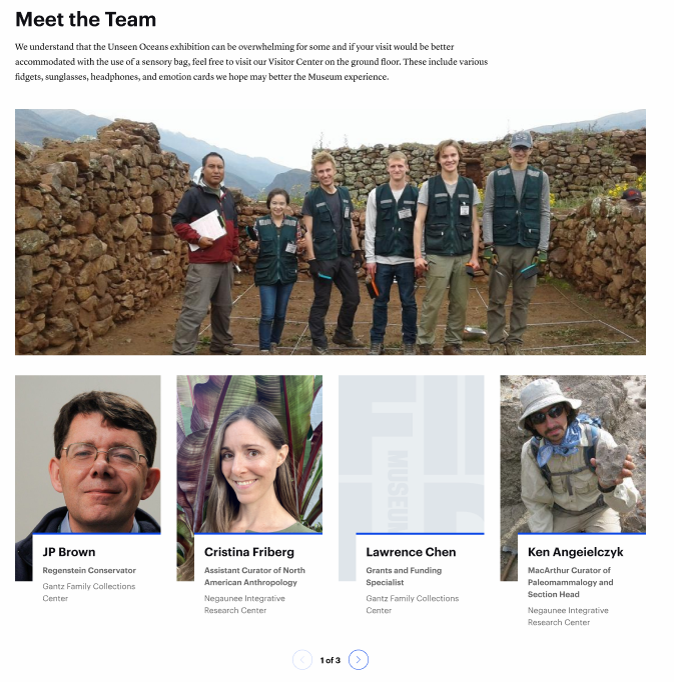 Meet the Team
We understand that the Unseen Oceans exhibition can be overwhelming for some and if your visit would be better
accommodated with the use of a sensory bag, feel free to visit our Visitor Center on the ground floor. These include various
fidgets, sunglasses, headphones, and emotion cards we hope may better the Museum experience.
MUSEUM
JP Brown
Regenstein Conservator
Gantz Family Collections
Center
Cristina Friberg
Assistant Curator of North
American Anthropology
Negaunee Integrative
Research Center
Lawrence Chen
Grants and Funding
Specialist
Gantz Family Collections
Center
Ken Angeielczyk
MacArthur Curator of
Paleomammalogy and
Section Head
Negaunee Integrative
Research Center
1 of 3